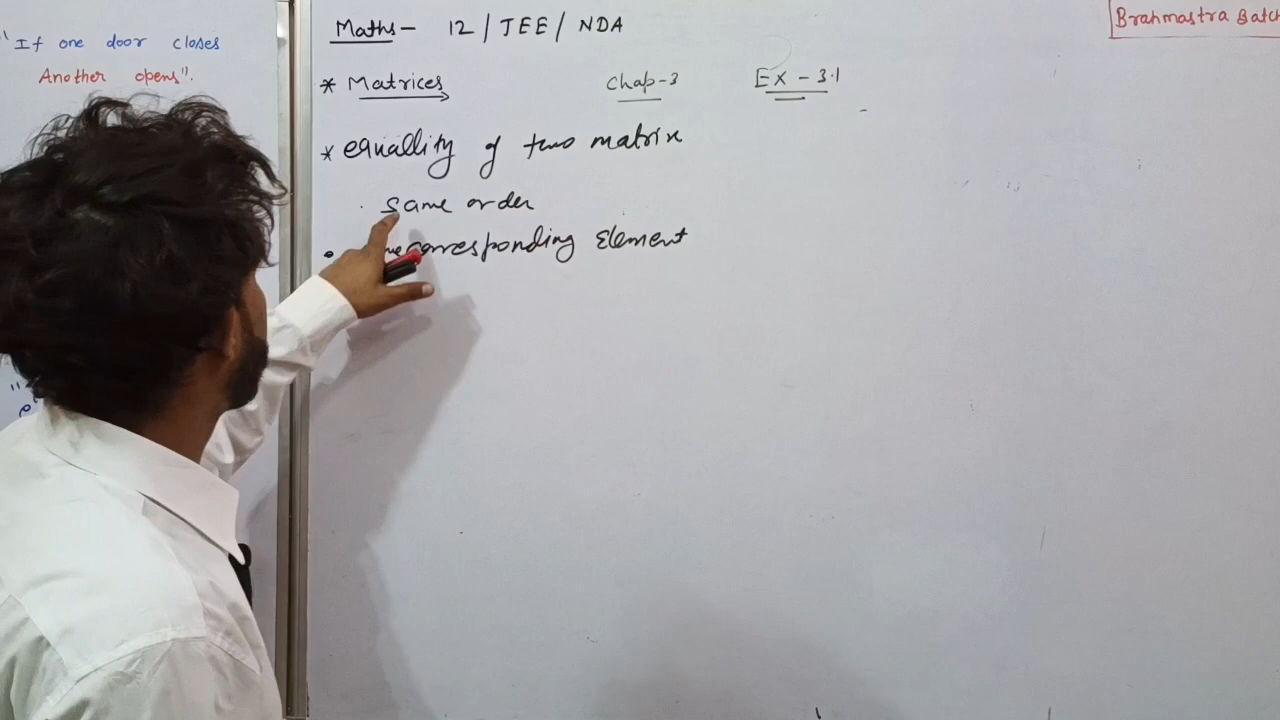 "If one door closes
Another opens".
Maths - 12 / JEE / NDA
Brahmastra Batch
* Matrices Chap-3 Ex - 3.1
* equallity of two matrix
same order
corresponding Element